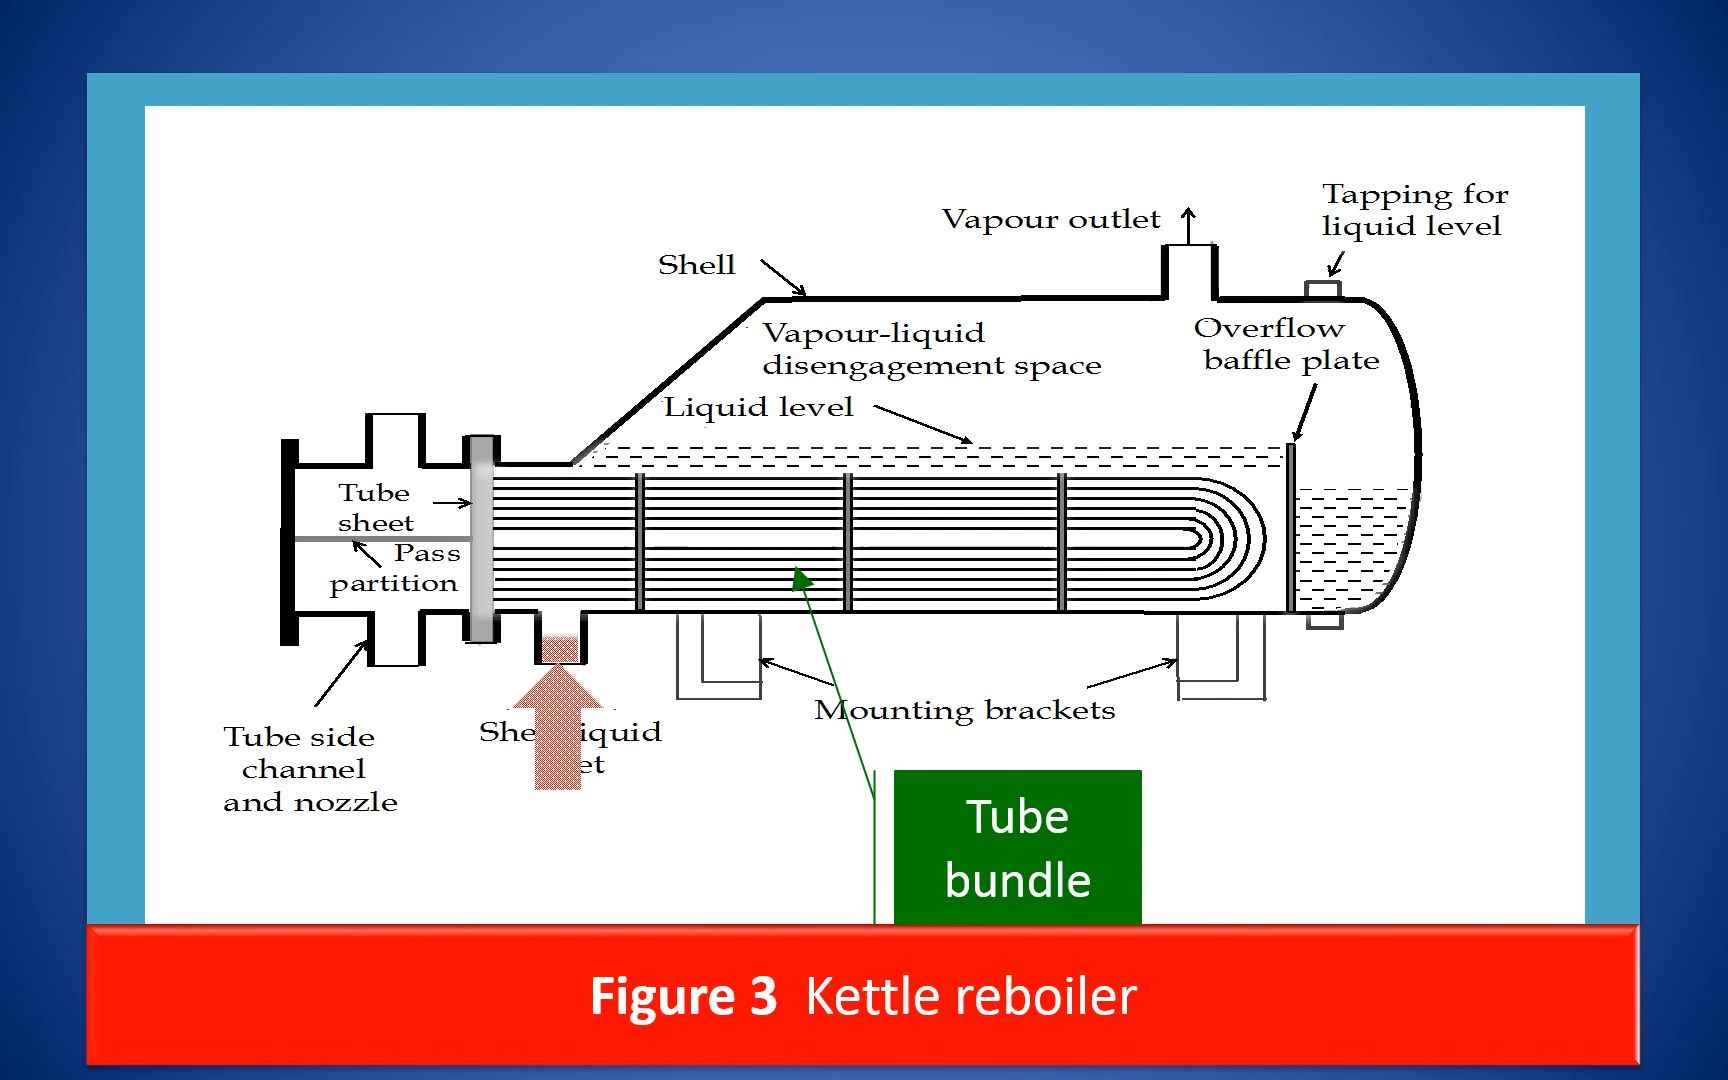 Tapping for
liquid level
Vapour outlet
Shell
Vapour-liquid
disengagement space
Overflow
baffle plate
Liquid level
Tube
sheet
Pass
partition
Mounting brackets
Tube side
channel
and nozzle
Tube
bundle
Figure 3 Kettle reboiler